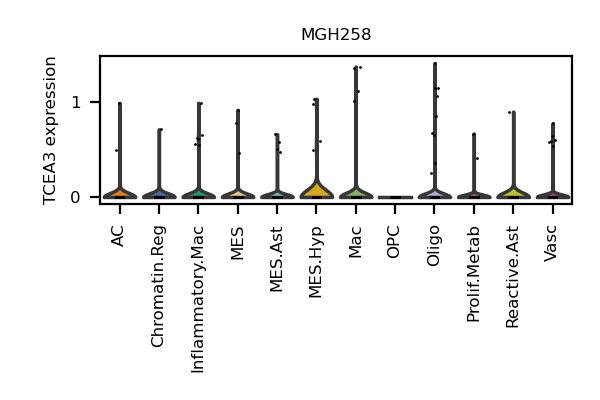 MGH258
TCEA3 expression
1
0
AC
Chromatin.Reg
Inflammatory.Mac
MES
MES.Ast
MES.Hyp
Mac
OPC
Oligo
Prolif.Metab
Reactive.Ast
Vasc